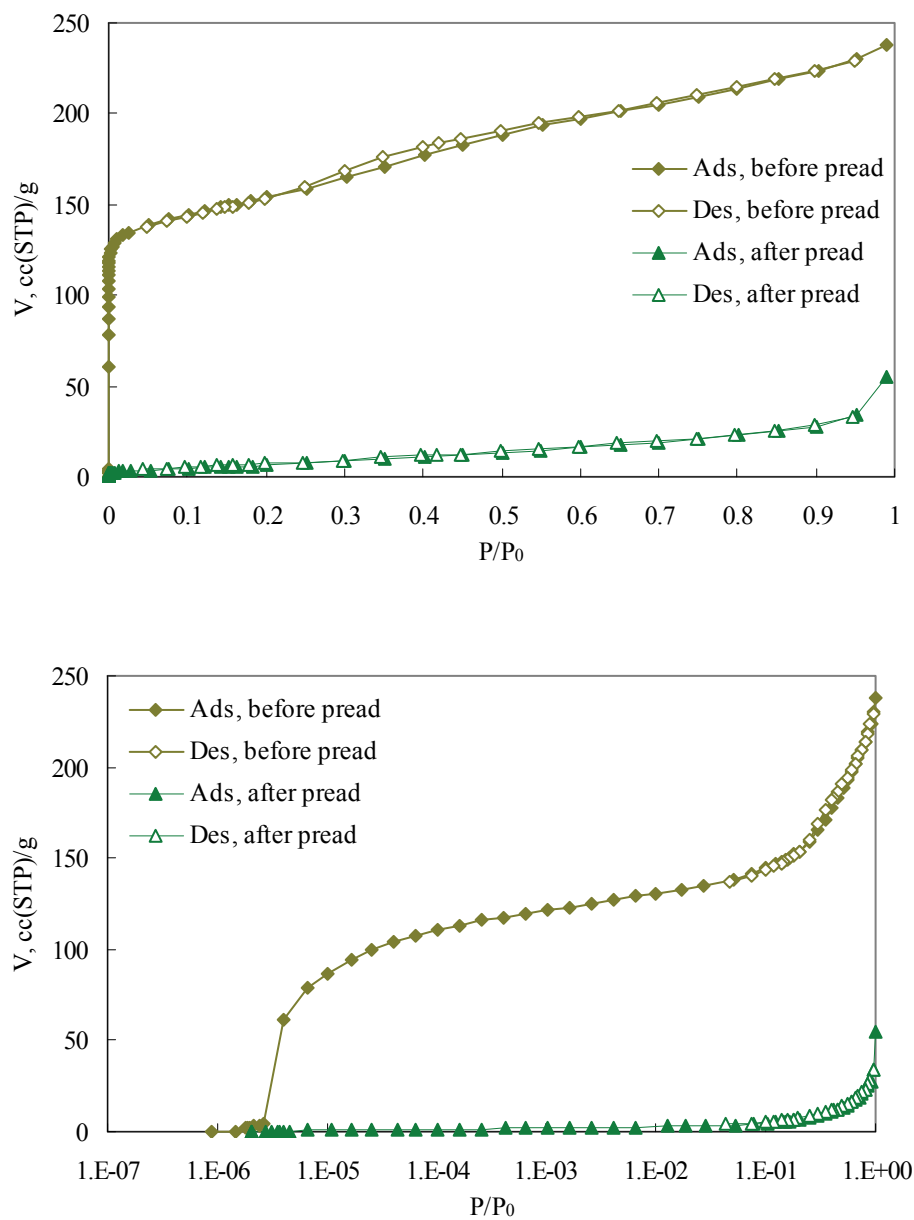 250
200
150
100
50
0
V, cc(STP)/g
Ads, before pread
Des, before pread
Ads, after pread
Des, after pread
0 0.1 0.2 0.3 0.4 0.5 0.6 0.7 0.8 0.9 1
P/P0
250
200
150
100
50
0
V, cc(STP)/g
Ads, before pread
Des, before pread
Ads, after pread
Des, after pread
1.E-07 1.E-06 1.E-05 1.E-04 1.E-03 1.E-02 1.E-01 1.E+00
P/P0